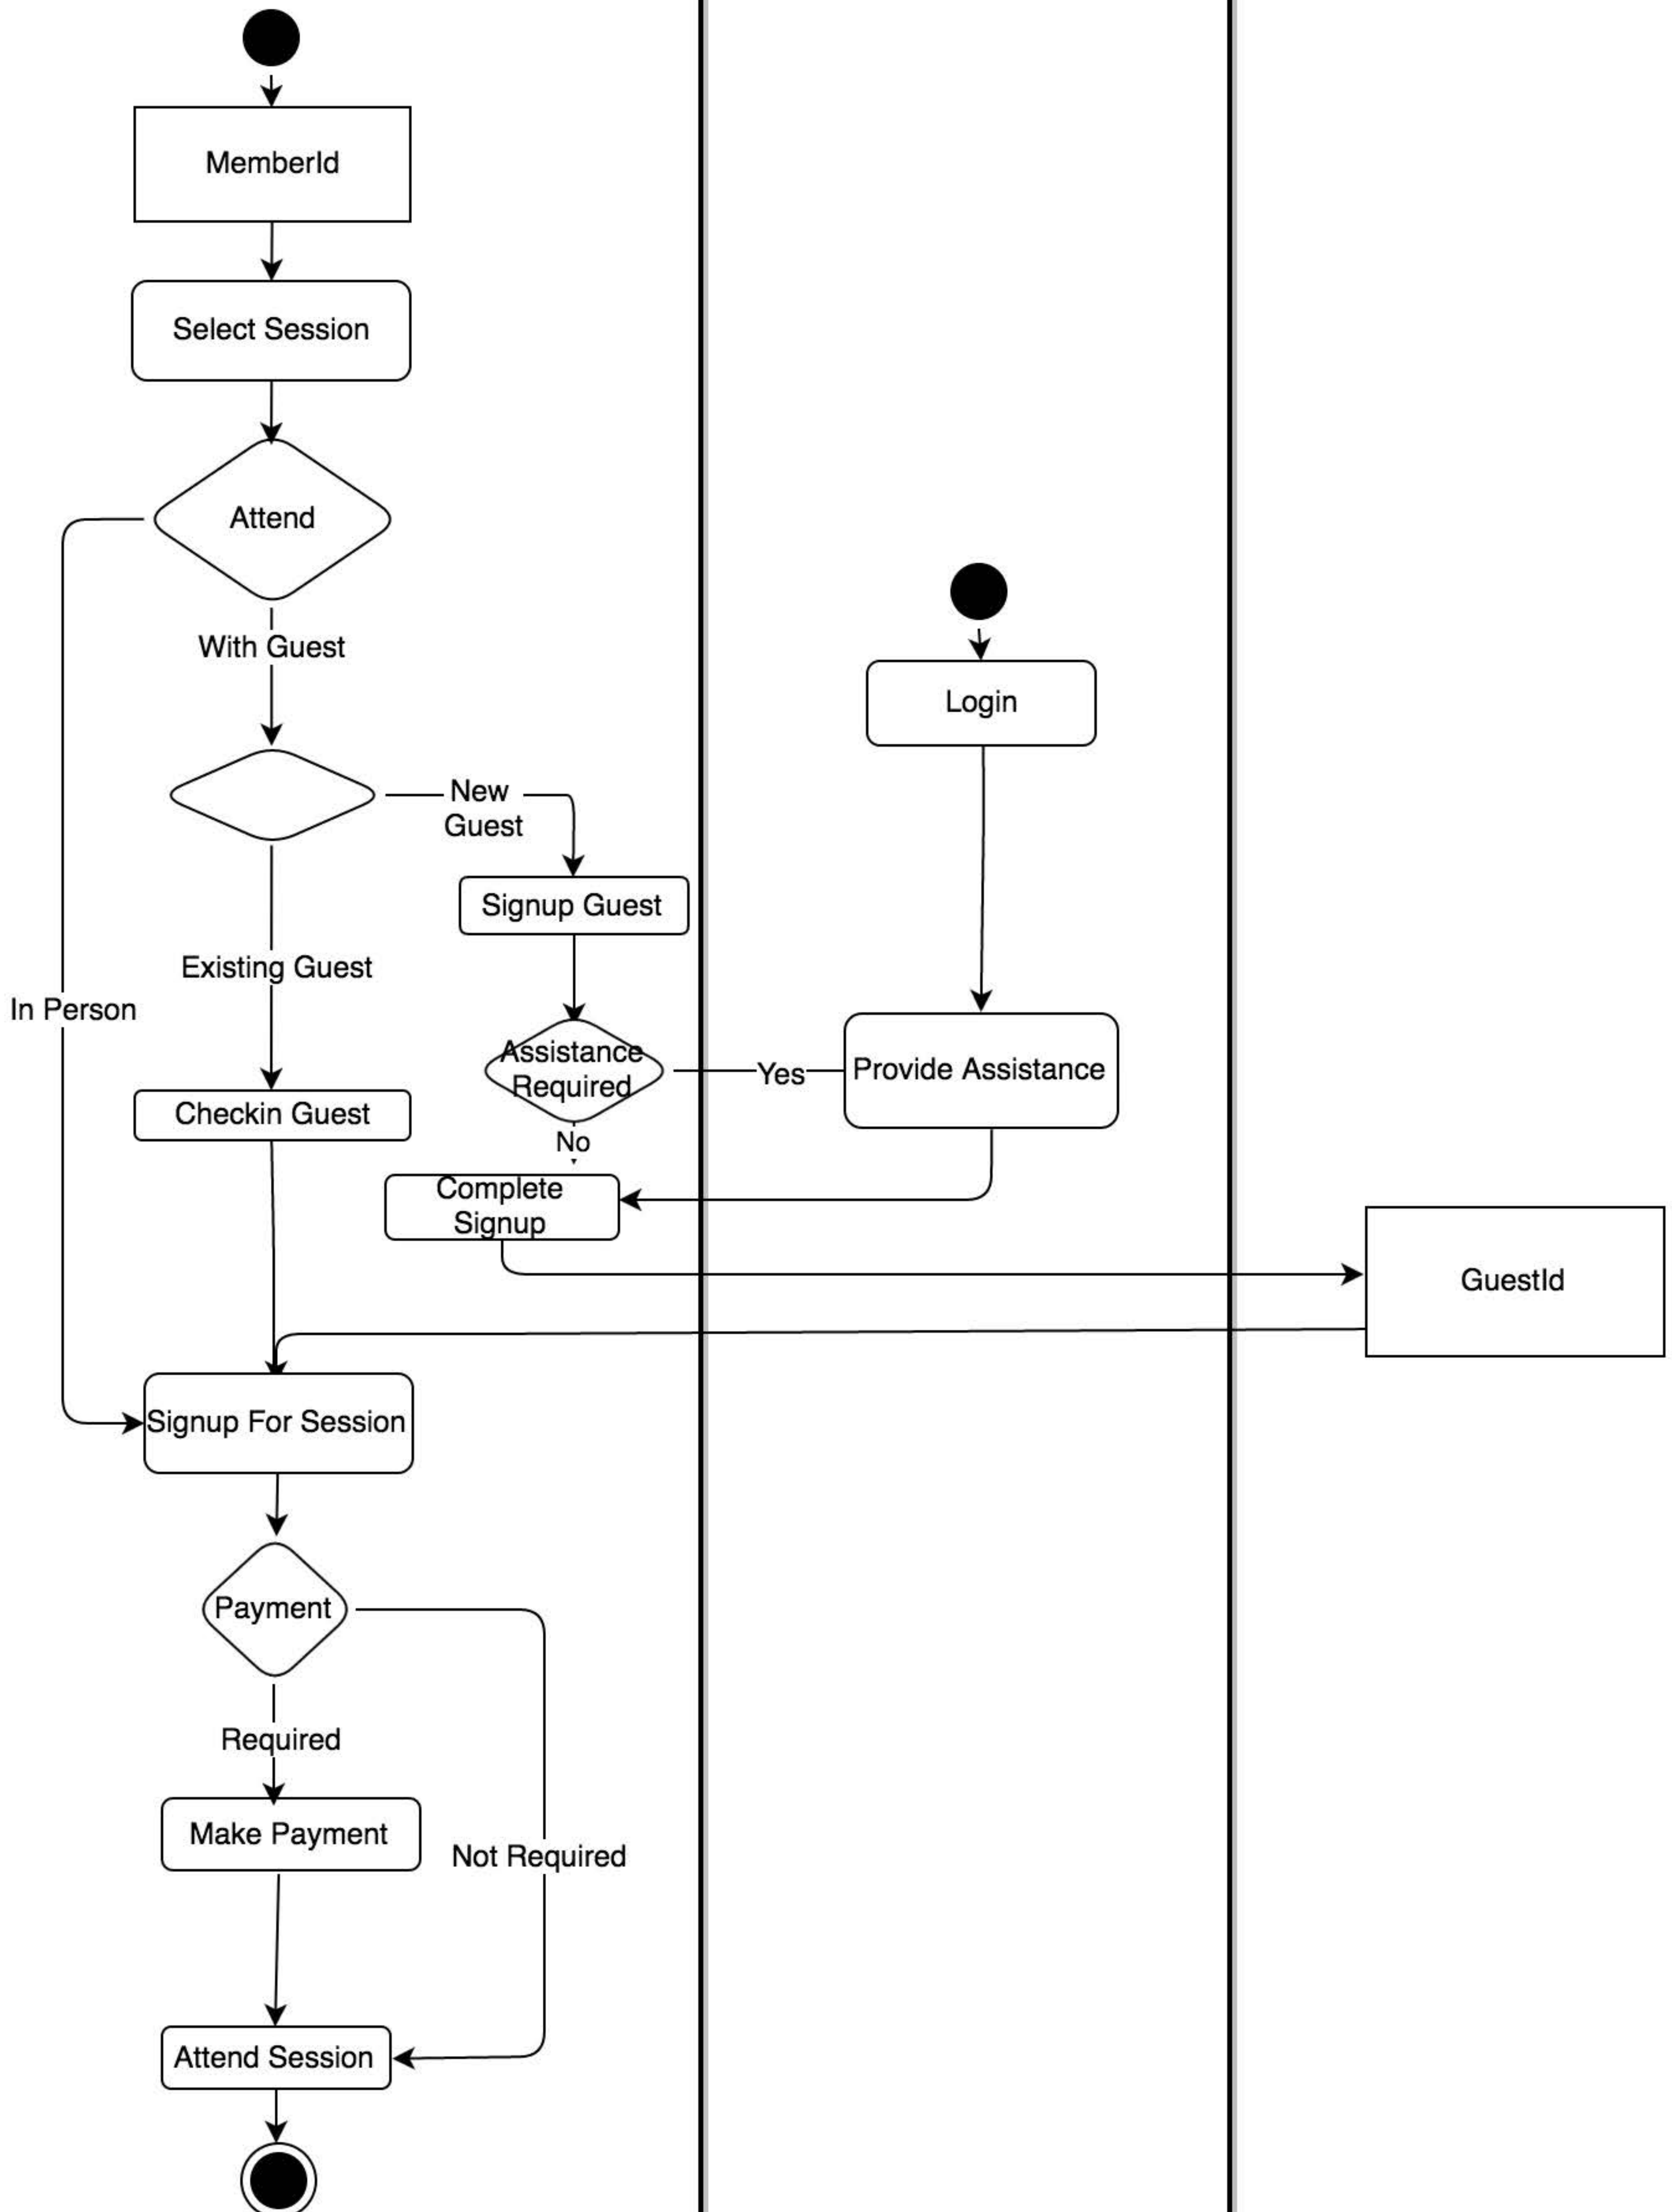 MemberId
Select Session
Attend
With Guest
Login
New
Guest
Signup Guest
Existing Guest
In Person
Assistance
Required
Yes
Provide Assistance
Checkin Guest
No
Complete
Signup
GuestId
Signup For Session
Payment
Required
Make Payment
Not Required
Attend Session